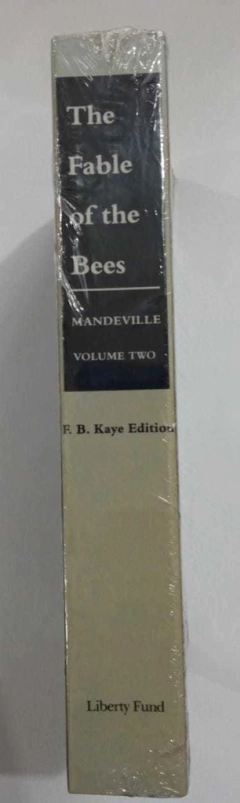 The
Fable
of the
Bees
MANDEVILLE
VOLUME TWO
F. B. Kaye Edition
Liberty Fund